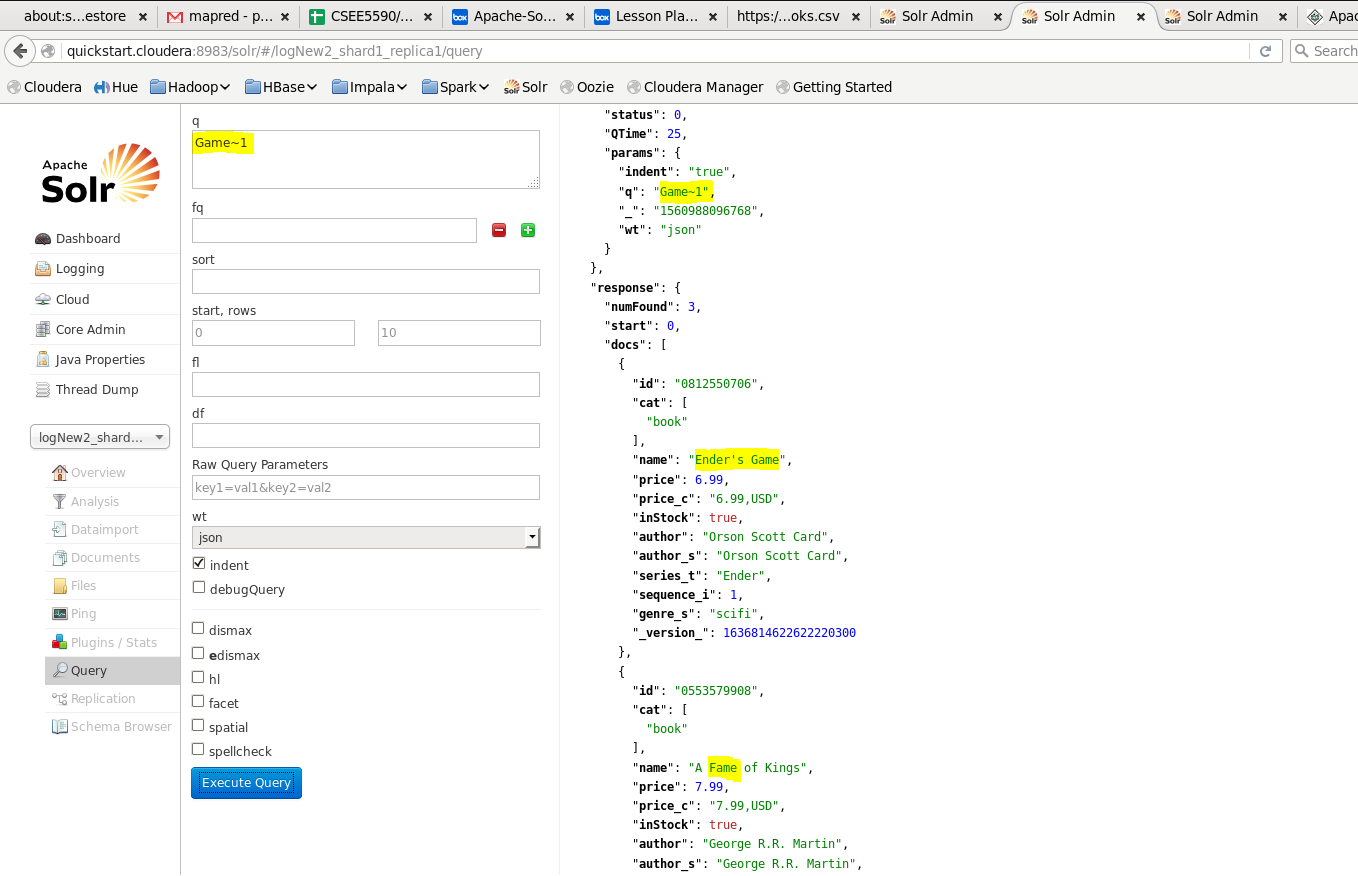 about:s...estore
mapred - p...
CSEE5590/...
Apache-So...
Lesson Pla...
https:/...oks.csv
Solr Admin
Solr Admin
Solr Admin
Apac
quickstart.cloudera:8983/solr/#/logNew2_shard1_replica1/query
Search
Cloudera
Hue
Hadoop
HBase
Impala
Spark
Solr
Oozie
Cloudera Manager
Getting Started
Apache
Solr
Dashboard
Logging
Cloud
Core Admin
Java Properties
Thread Dump
logNew2_shard...
Overview
Analysis
Dataimport
Documents
Files
Ping
Plugins / Stats
Query
Replication
Schema Browser
q
Game~1
fq
sort
start, rows
0
10
fl
df
Raw Query Parameters
key1=val1&key2=val2
wt
json
indent
debugQuery
dismax
edismax
hl
facet
spatial
spellcheck
Execute Query
"status": 0,
"QTime": 25,
"params": {
"indent": "true",
"q": "Game~1",
"_": "1560988096768",
"wt": "json"
}
},
"response": {
"numFound": 3,
"start": 0,
"docs": [
{
"id": "0812550706",
"cat": [
"book"
],
"name": "Ender's Game",
"price": 6.99,
"price_c": "6.99,USD",
"inStock": true,
"author": "Orson Scott Card",
"author_s": "Orson Scott Card",
"series_t": "Ender",
"sequence_i": 1,
"genre_s": "scifi",
"_version_": 1636814622622220300
},
{
"id": "0553579908",
"cat": [
"book"
],
"name": "A Fame of Kings",
"price": 7.99,
"price_c": "7.99,USD",
"inStock": true,
"author": "George R.R. Martin",
"author_s": "George R.R. Martin",